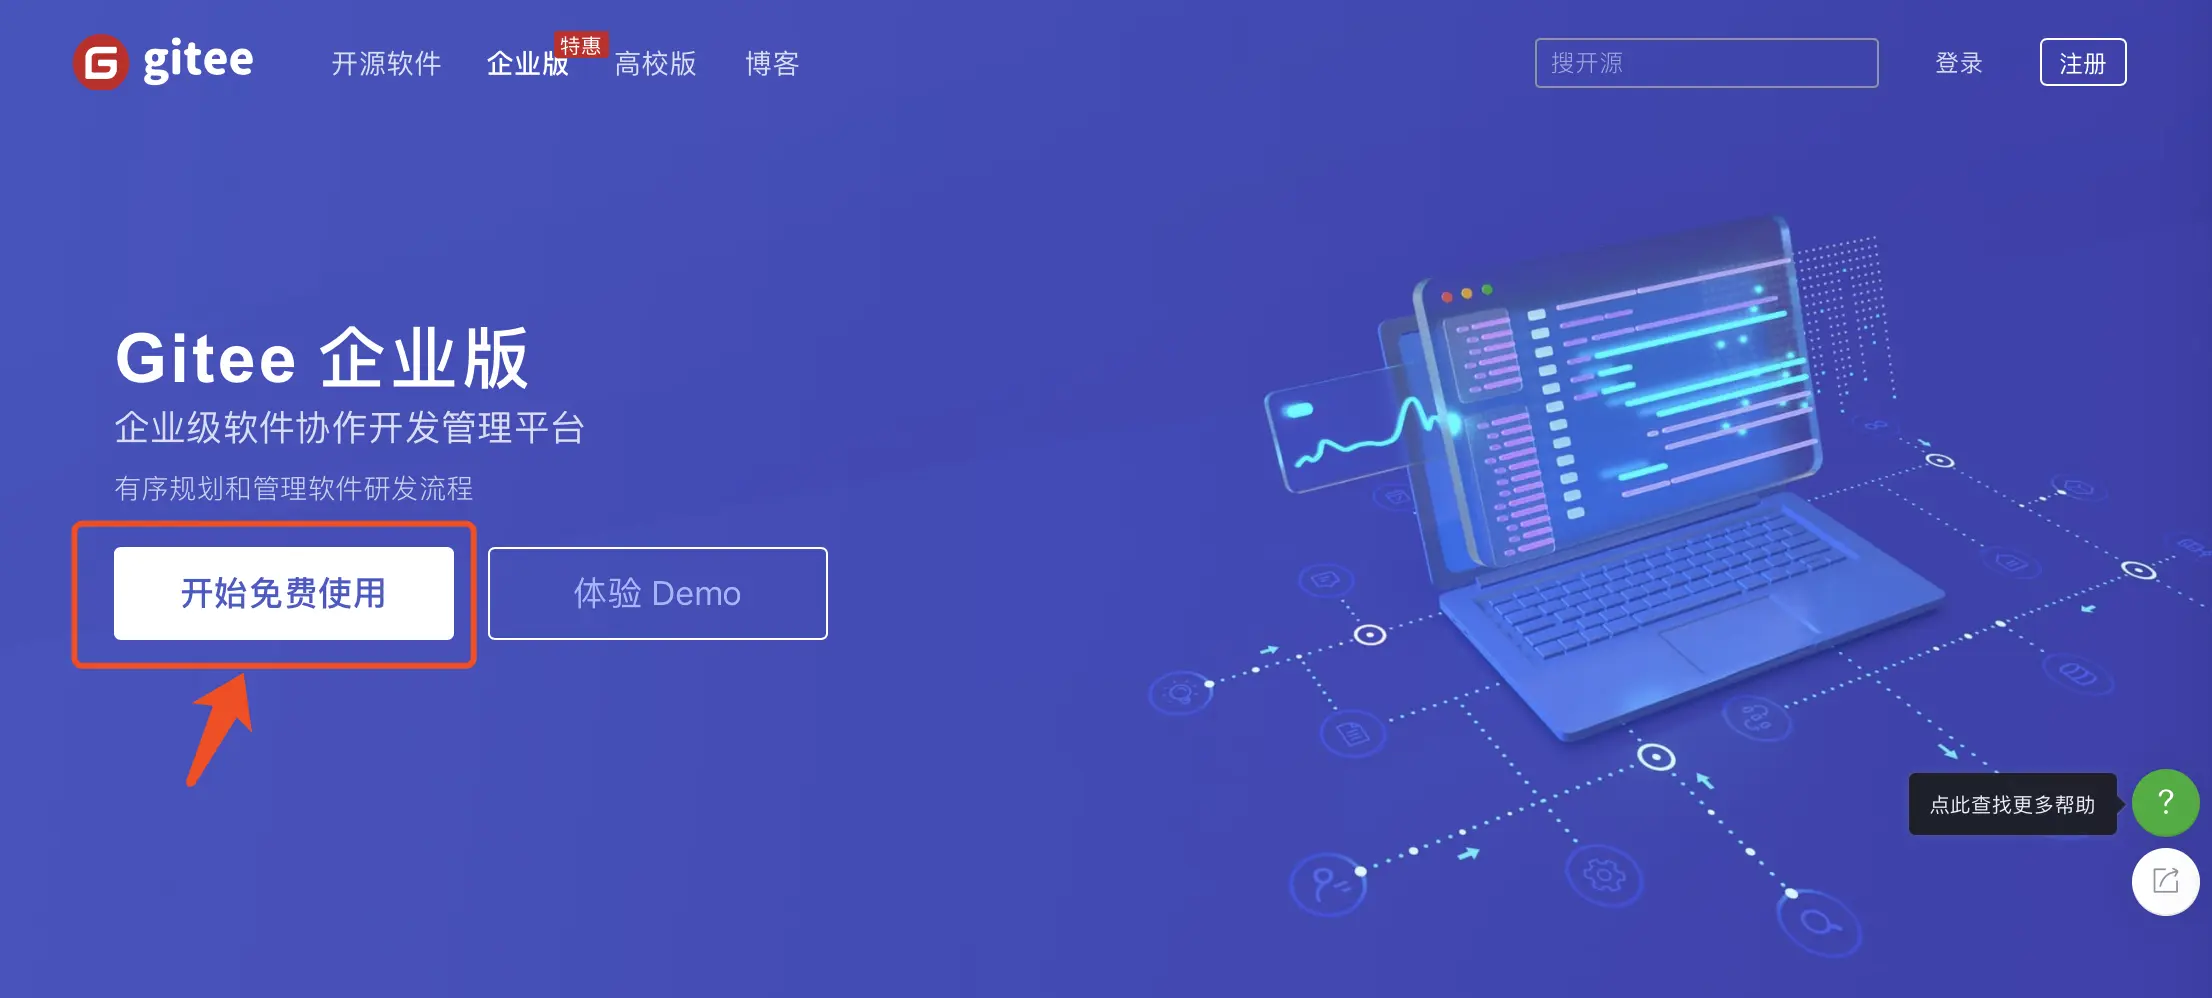 gitee
开源软件
企业版
特惠
高校版
博客
搜开源
登录
注册
Gitee 企业版
企业级软件协作开发管理平台
有序规划和管理软件研发流程
开始免费使用
体验 Demo
点此查找更多帮助
?